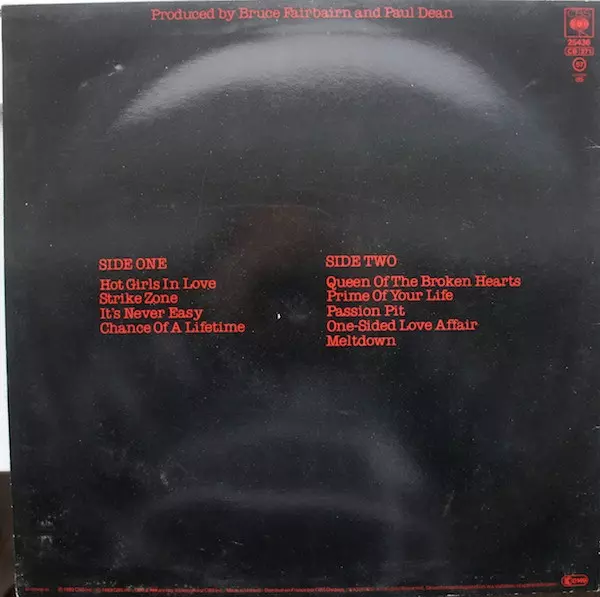 Produced by Bruce Fairbairn and Paul Dean
CBS
25436
SIDE ONE
Hot Girls In Love
Strike Zone
It's Never Easy
Chance Of A Lifetime
SIDE TWO
Queen Of The Broken Hearts
Prime Of Your Life
Passion Pit
One-Sided Love Affair
Meltdown